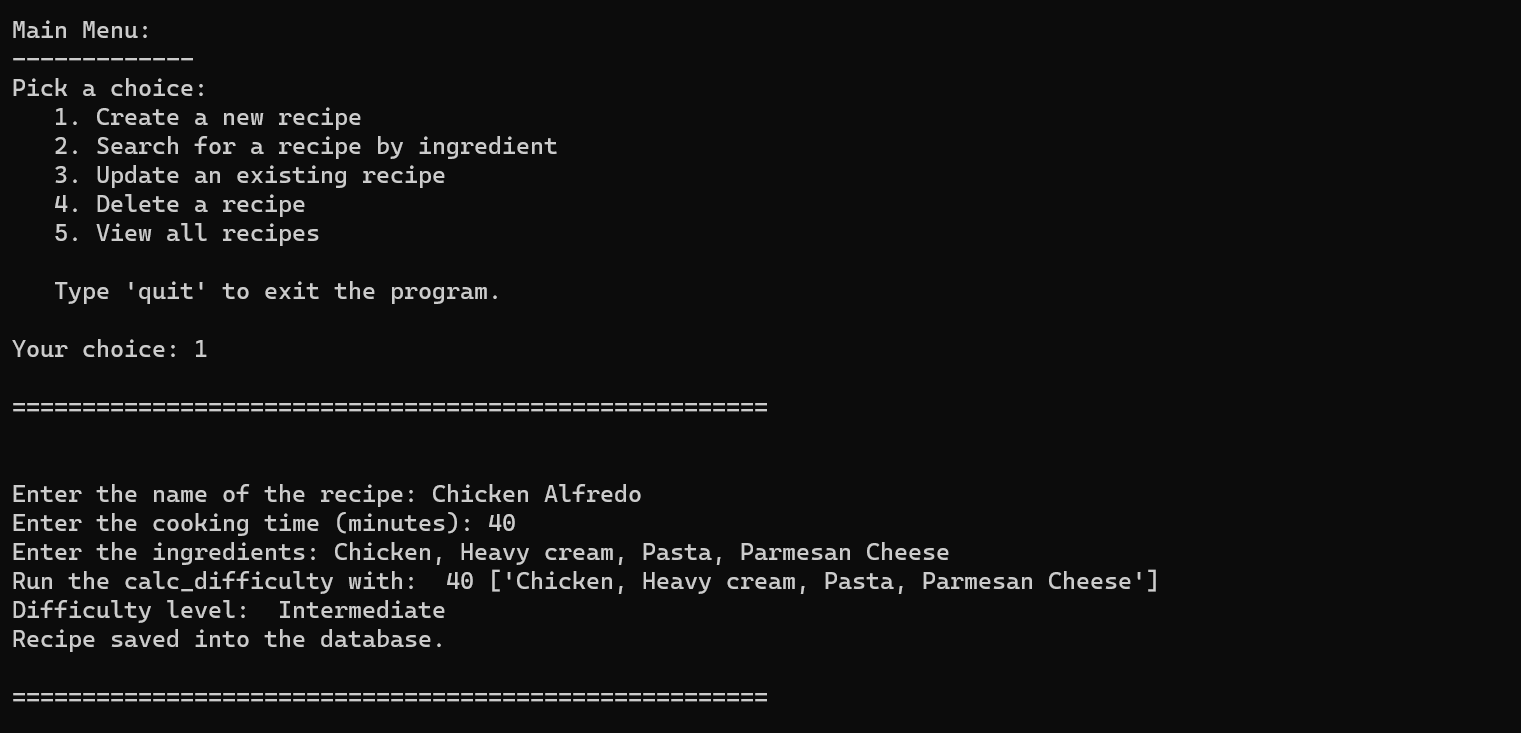 Main Menu:
-------------
Pick a choice:
   1. Create a new recipe
   2. Search for a recipe by ingredient
   3. Update an existing recipe
   4. Delete a recipe
   5. View all recipes

   Type 'quit' to exit the program.

Your choice: 1

======================================================


Enter the name of the recipe: Chicken Alfredo
Enter the cooking time (minutes): 40
Enter the ingredients: Chicken, Heavy cream, Pasta, Parmesan Cheese
Run the calc_difficulty with:  40 ['Chicken, Heavy cream, Pasta, Parmesan Cheese']
Difficulty level:  Intermediate
Recipe saved into the database.

======================================================